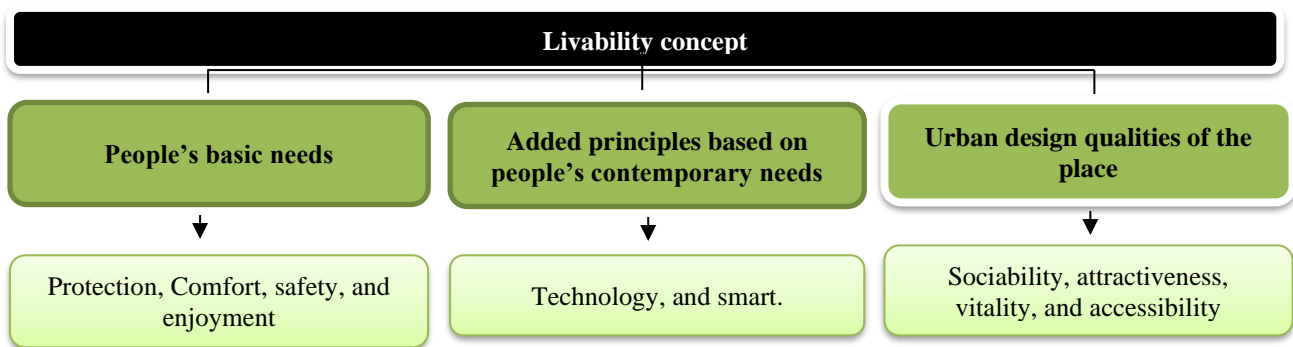 Livability concept
People’s basic needs
Added principles based on
people’s contemporary needs
Urban design qualities of the
place
Protection, Comfort, safety, and
enjoyment
Technology, and smart.
Sociability, attractiveness,
vitality, and accessibility